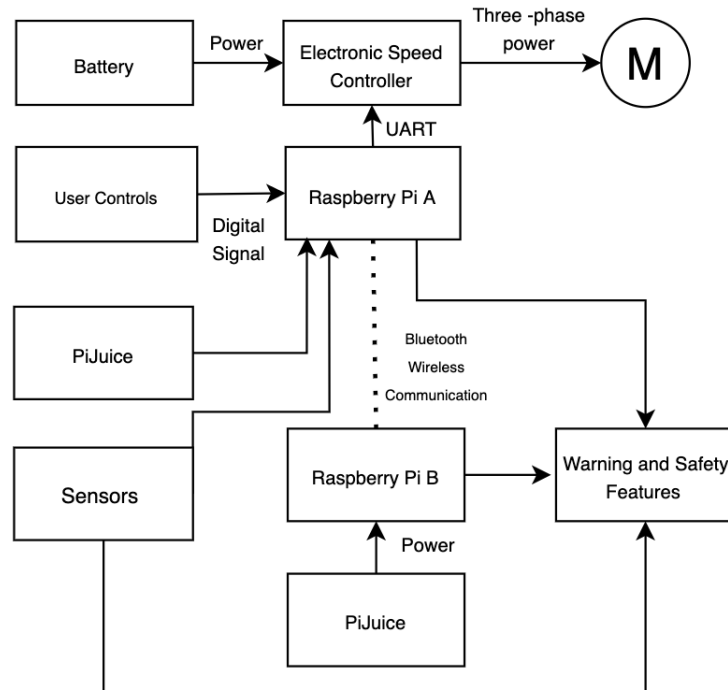 Battery
Power
Electronic Speed
Controller
Three -phase
power
M
UART
User Controls
Digital
Signal
Raspberry Pi A
PiJuice
Bluetooth
Wireless
Communication
Sensors
Raspberry Pi B
Warning and Safety
Features
Power
PiJuice